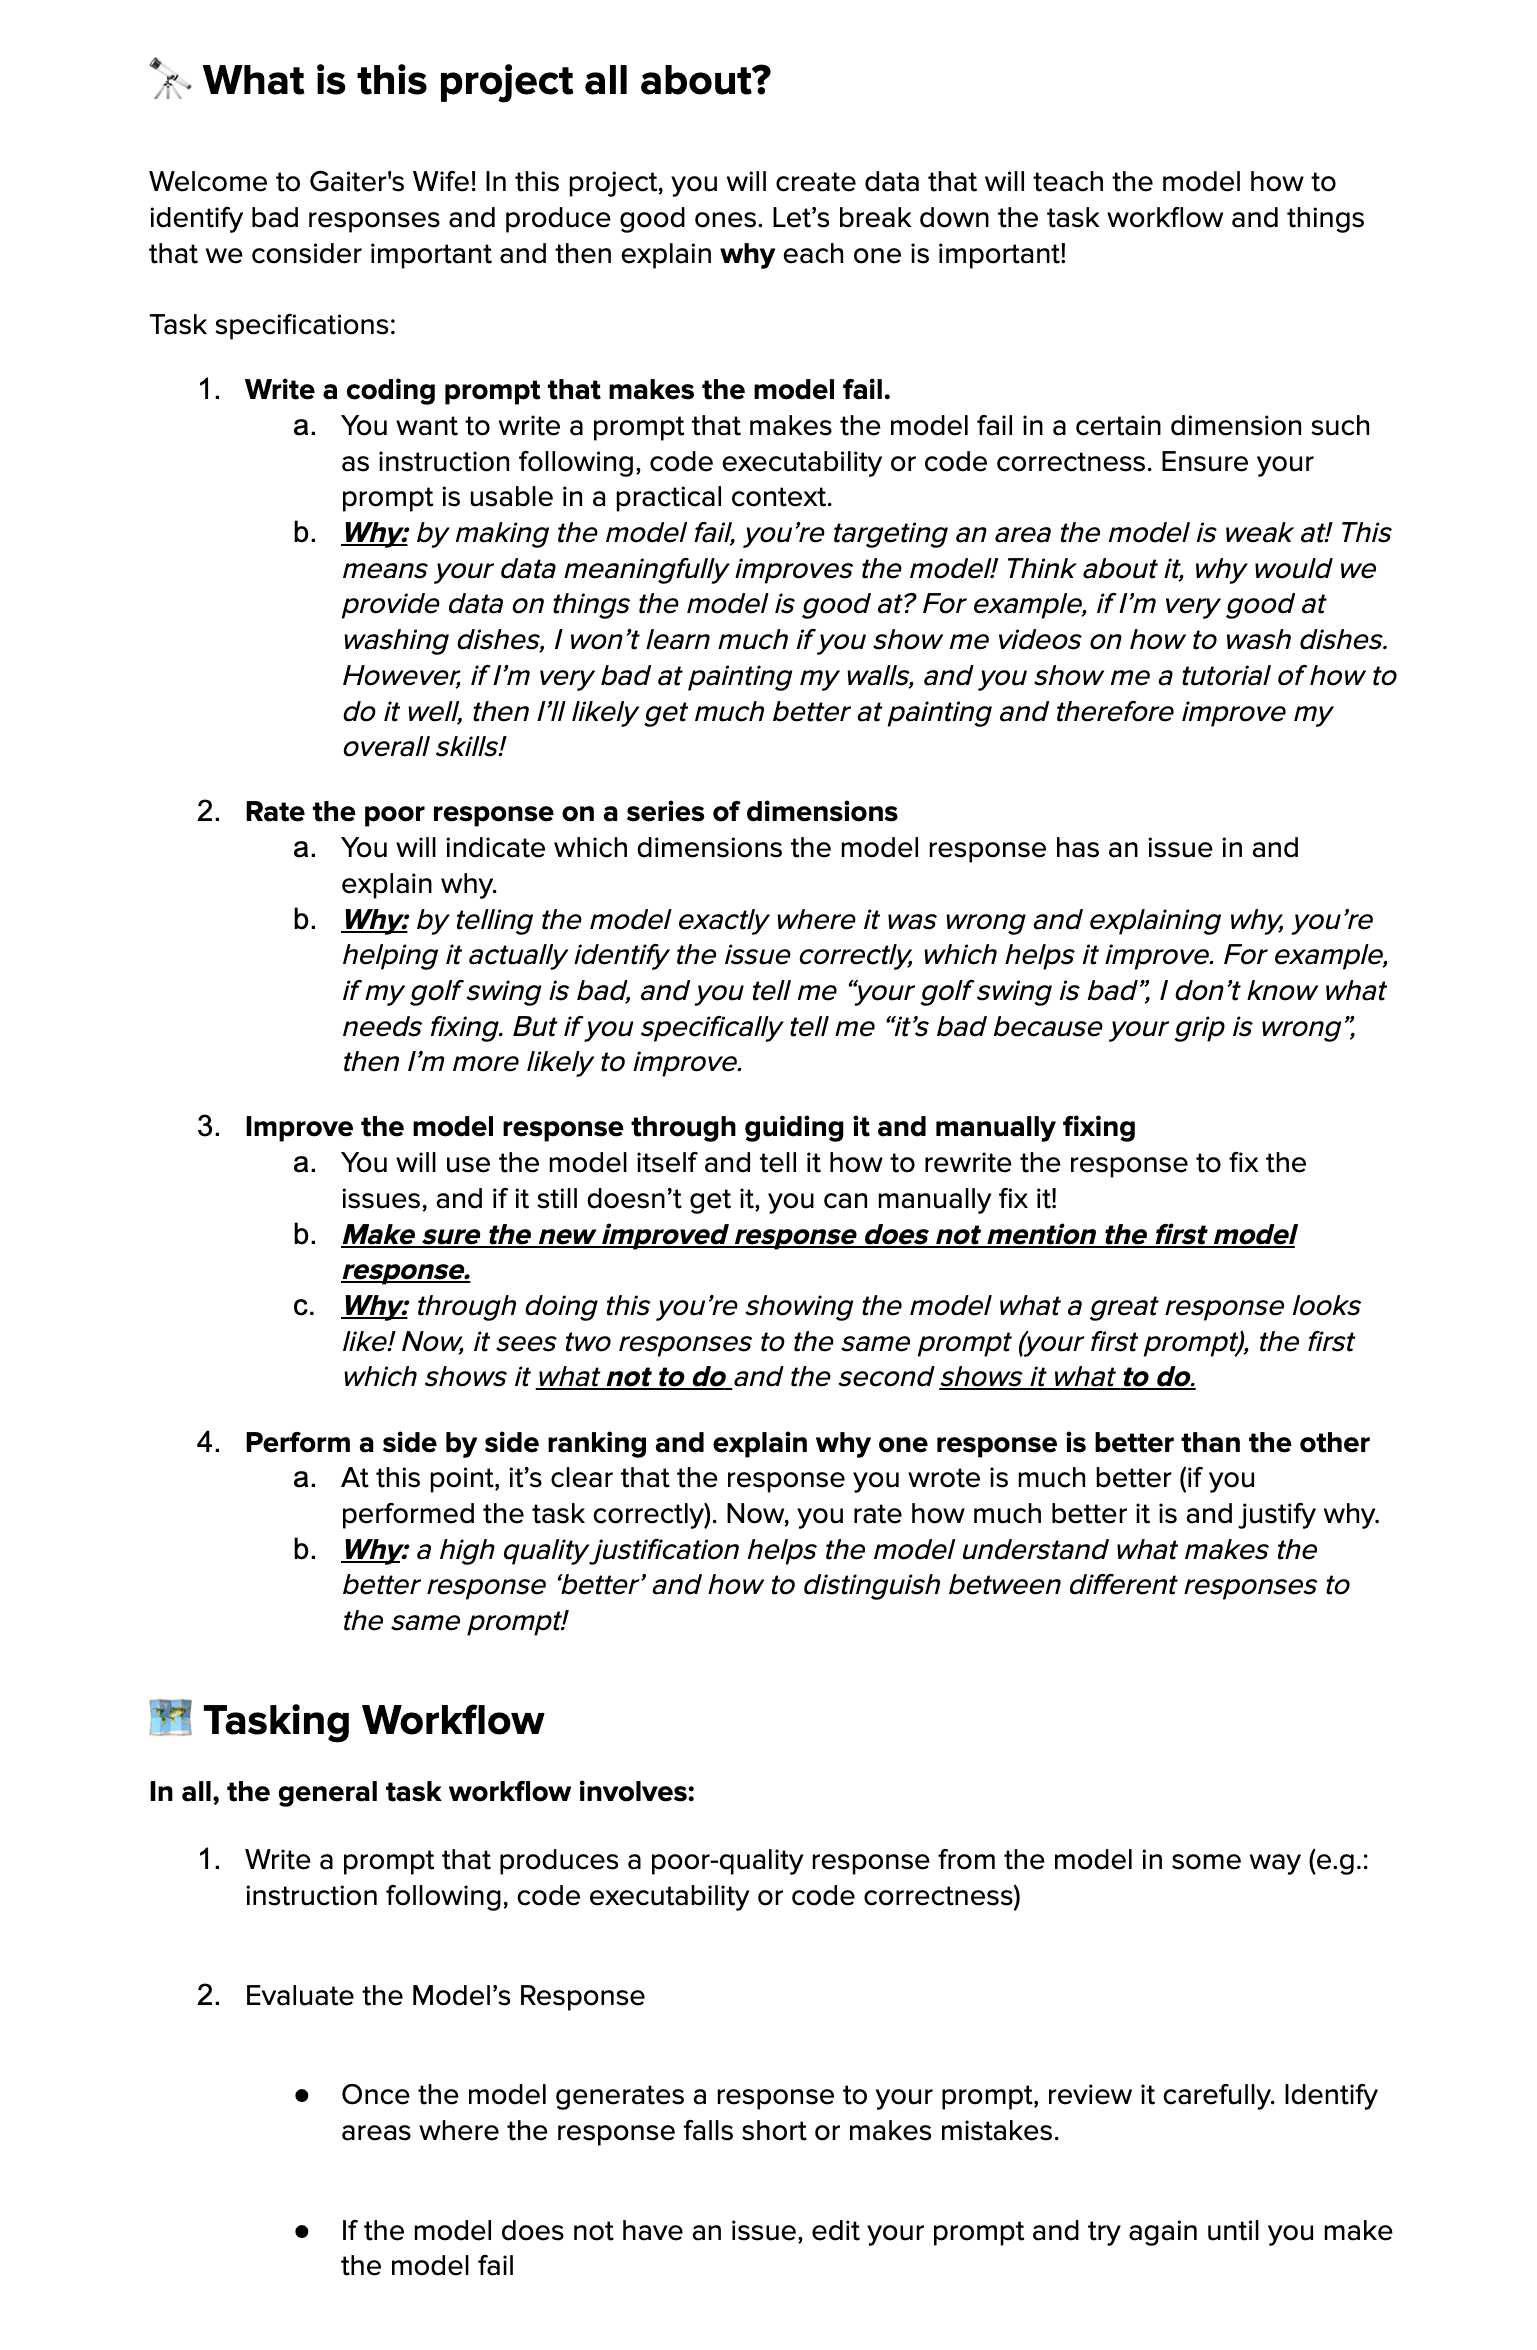 What is this project all about?
Welcome to Gaiter's Wife! In this project, you will create data that will teach the model how to
identify bad responses and produce good ones. Let’s break down the task workflow and things
that we consider important and then explain why each one is important!
Task specifications:
1. Write a coding prompt that makes the model fail.
a. You want to write a prompt that makes the model fail in a certain dimension such
as instruction following, code executability or code correctness. Ensure your
prompt is usable in a practical context.
b. Why: by making the model fail, you’re targeting an area the model is weak at! This
means your data meaningfully improves the model! Think about it, why would we
provide data on things the model is good at? For example, if I’m very good at
washing dishes, I won’t learn much if you show me videos on how to wash dishes.
However, if I’m very bad at painting my walls, and you show me a tutorial of how to
do it well, then I’ll likely get much better at painting and therefore improve my
overall skills!
2. Rate the poor response on a series of dimensions
a. You will indicate which dimensions the model response has an issue in and
explain why.
b. Why: by telling the model exactly where it was wrong and explaining why, you’re
helping it actually identify the issue correctly, which helps it improve. For example,
if my golf swing is bad, and you tell me “your golf swing is bad”, I don’t know what
needs fixing. But if you specifically tell me “it’s bad because your grip is wrong”,
then I’m more likely to improve.
3. Improve the model response through guiding it and manually fixing
a. You will use the model itself and tell it how to rewrite the response to fix the
issues, and if it still doesn’t get it, you can manually fix it!
b. Make sure the new improved response does not mention the first model
response.
c. Why: through doing this you’re showing the model what a great response looks
like! Now, it sees two responses to the same prompt (your first prompt), the first
which shows it what not to do and the second shows it what to do.
4. Perform a side by side ranking and explain why one response is better than the other
a. At this point, it’s clear that the response you wrote is much better (if you
performed the task correctly). Now, you rate how much better it is and justify why.
b. Why: a high quality justification helps the model understand what makes the
better response ‘better’ and how to distinguish between different responses to
the same prompt!
Tasking Workflow
In all, the general task workflow involves:
1. Write a prompt that produces a poor-quality response from the model in some way (e.g.:
instruction following, code executability or code correctness)
2. Evaluate the Model’s Response
● Once the model generates a response to your prompt, review it carefully. Identify
areas where the response falls short or makes mistakes.
● If the model does not have an issue, edit your prompt and try again until you make
the model fail